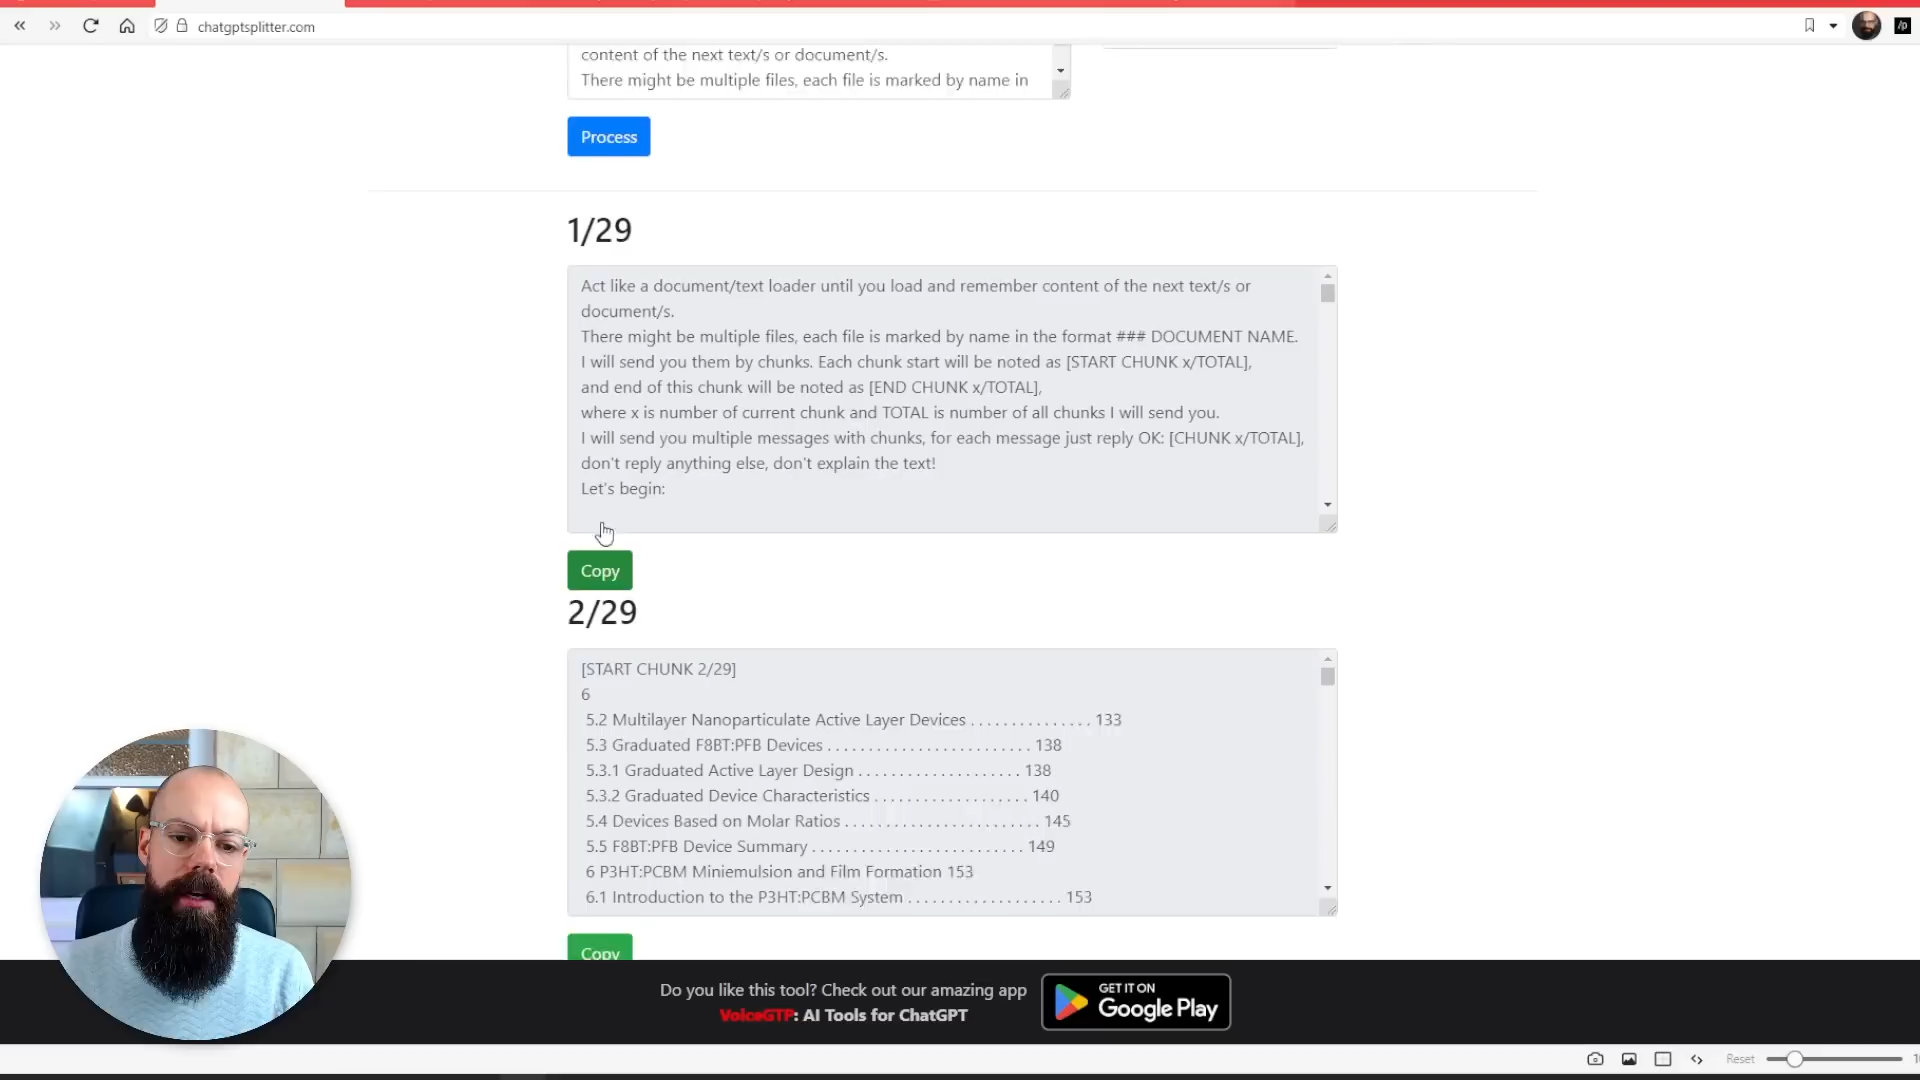 chatgptsplitter.com
content of the next text/s or document/s.
There might be multiple files, each file is marked by name in
Process
1/29
Act like a document/text loader until you load and remember content of the next text/s or
document/s.
There might be multiple files, each file is marked by name in the format ### DOCUMENT NAME.
I will send you them by chunks. Each chunk start will be noted as [START CHUNK x/TOTAL],
and end of this chunk will be noted as [END CHUNK x/TOTAL],
where x is number of current chunk and TOTAL is number of all chunks I will send you.
I will send you multiple messages with chunks, for each message just reply OK: [CHUNK x/TOTAL],
don't reply anything else, don't explain the text!
Let's begin:
Copy
2/29
[START CHUNK 2/29]
6
5.2 Multilayer Nanoparticulate Active Layer Devices . . . . . . . . . . . . . . . 133
5.3 Graduated F8BT:PFB Devices . . . . . . . . . . . . . . . . . . . . . . . . . . 138
5.3.1 Graduated Active Layer Design . . . . . . . . . . . . . . . . . . . . . 138
5.3.2 Graduated Device Characteristics . . . . . . . . . . . . . . . . . . . 140
5.4 Devices Based on Molar Ratios . . . . . . . . . . . . . . . . . . . . . . . . 145
5.5 F8BT:PFB Device Summary . . . . . . . . . . . . . . . . . . . . . . . . . . 149
6 P3HT:PCBM Miniemulsion and Film Formation 153
6.1 Introduction to the P3HT:PCBM System . . . . . . . . . . . . . . . . . . . 153
Copy
Do you like this tool? Check out our amazing app
VoiceGTP: AI Tools for ChatGPT
GET IT ON
Google Play
Reset